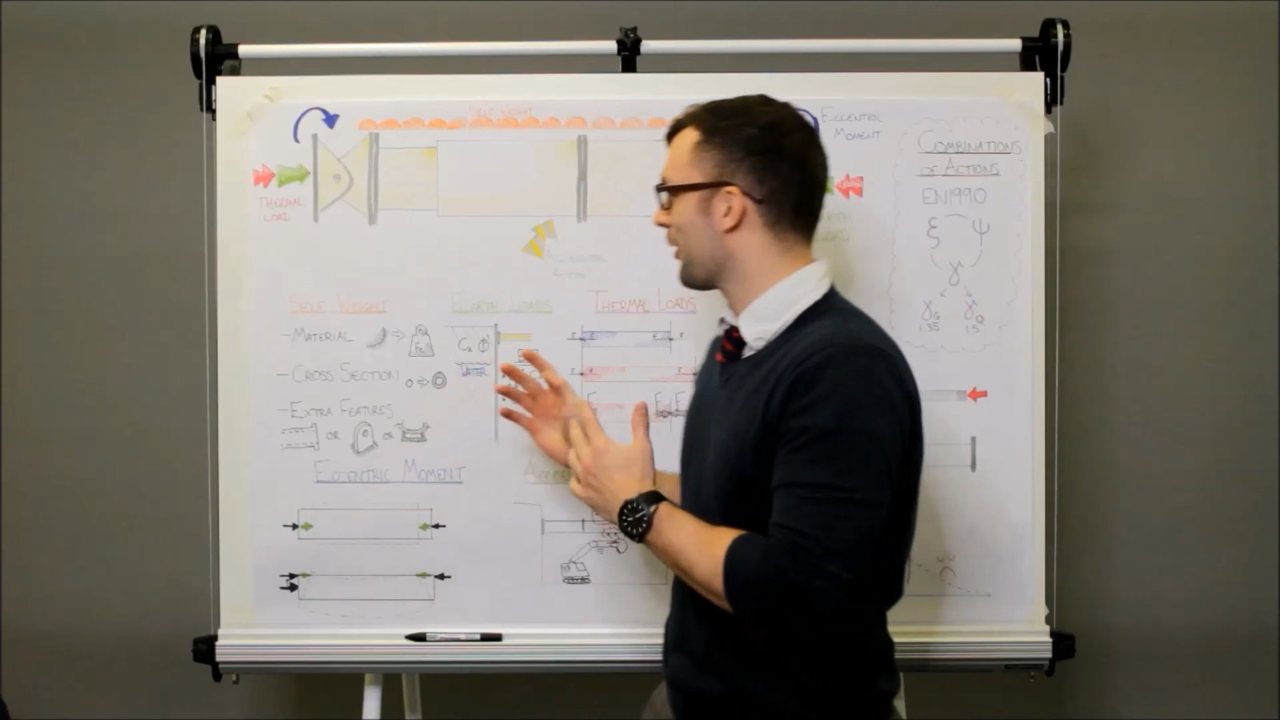 SELF WEIGHT
ECCENTRIC
MOMENT
THERMAL
LOAD
COMBINATIONS
OF ACTIONS
EN1990
ξ ψ
γ
γG γQ
1.35 1.5
SELF WEIGHT
EARTH LOADS
THERMAL LOADS
- MATERIAL
- CROSS SECTION
- EXTRA FEATURES
OR OR
WATER
ECCENTRIC MOMENT